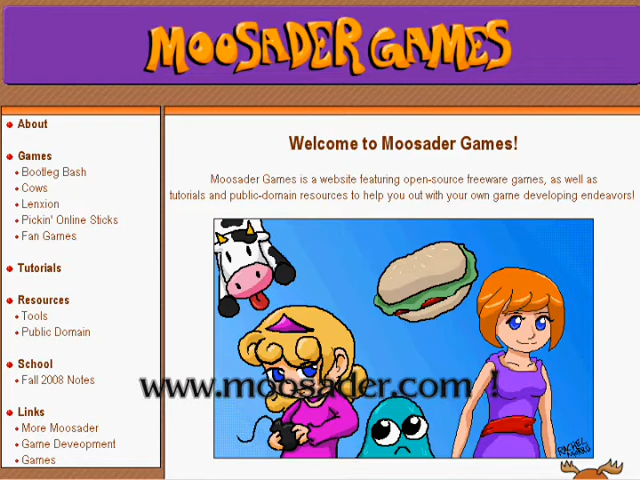 MOOSADER GAMES
About
Games
Bootleg Bash
Cows
Lenxion
Pickin' Online Sticks
Fan Games
Tutorials
Resources
Tools
Public Domain
School
Fall 2008 Notes
Links
More Moosader
Game Deveopment
Games
Welcome to Moosader Games!
Moosader Games is a website featuring open-source freeware games, as well as
tutorials and public-domain resources to help you out with your own game developing endeavors!
www.moosader.com !
RACHEL